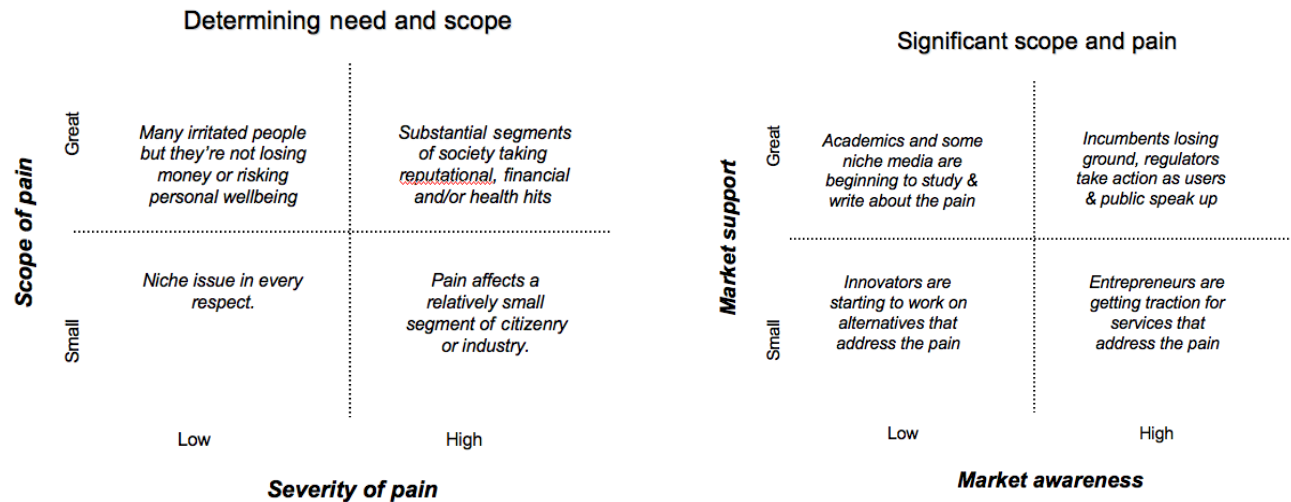 Determining need and scope
Scope of pain
Great
Many irritated people
but they're not losing
money or risking
personal wellbeing
Substantial segments
of society taking
reputational, financial
and/or health hits
Small
Niche issue in every
respect.
Pain affects a
relatively small
segment of citizenry
or industry.
Low
High
Severity of pain
Significant scope and pain
Market support
Great
Academics and some
niche media are
beginning to study &
write about the pain
Incumbents losing
ground, regulators
take action as users
& public speak up
Small
Innovators are
starting to work on
alternatives that
address the pain
Entrepreneurs are
getting traction for
services that
address the pain
Low
High
Market awareness